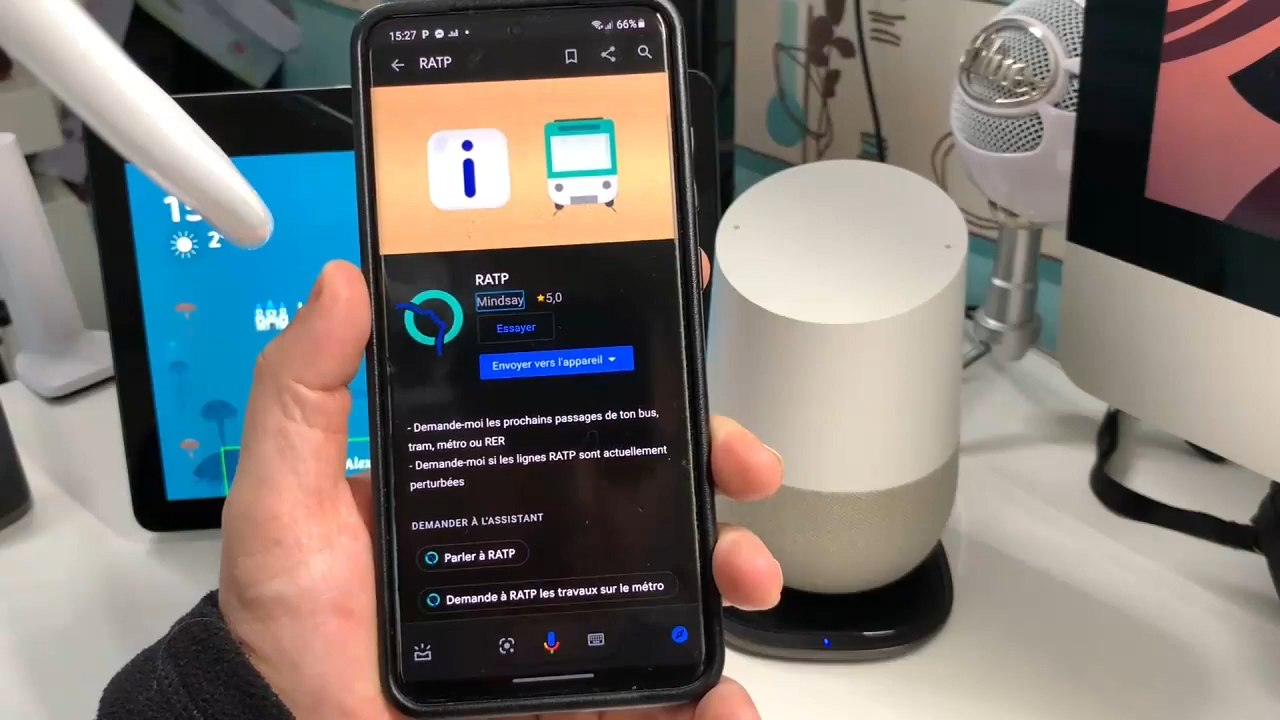 15:27
66%
RATP
RATP
Mindsay
5,0
Essayer
Envoyer vers l'appareil
- Demande-moi les prochains passages de ton bus,
tram, métro ou RER
- Demande-moi si les lignes RATP sont actuellement
perturbées
DEMANDER À L'ASSISTANT
Parler à RATP
Demande à RATP les travaux sur le métro